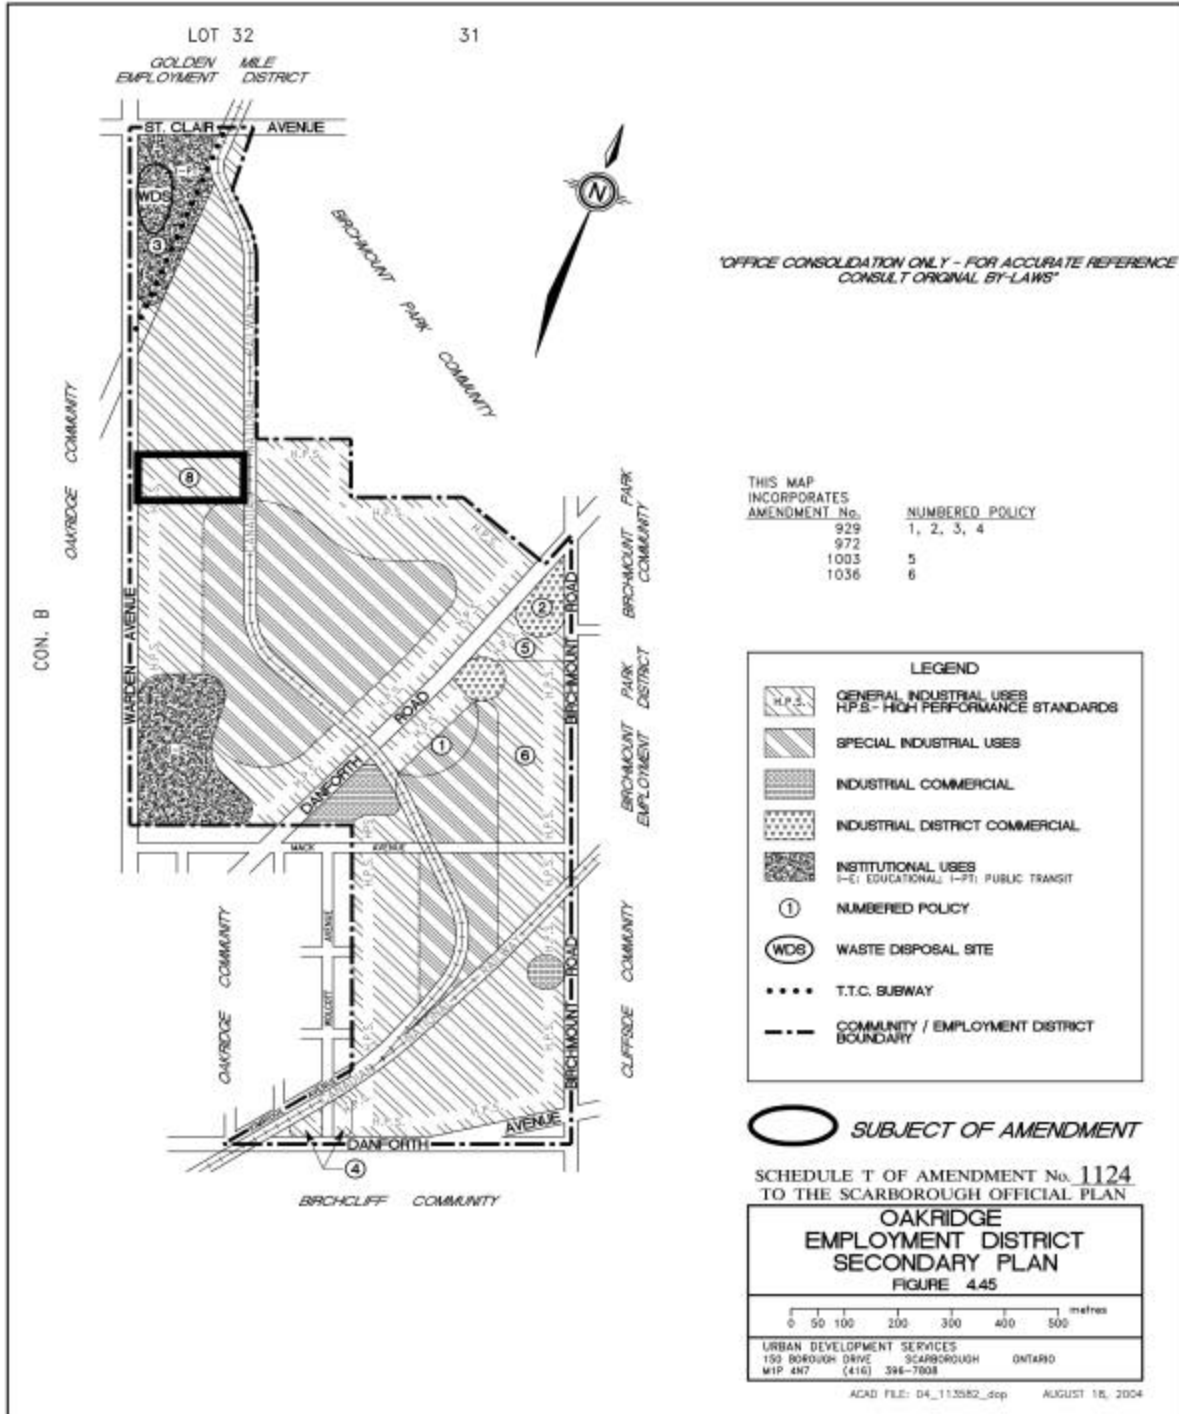 LOT 32 31
GOLDEN MILE
EMPLOYMENT DISTRICT
ST. CLAIR AVENUE
WDS
3
N
BIRCHMOUNT PARK COMMUNITY
"OFFICE CONSOLIDATION ONLY - FOR ACCURATE REFERENCE
CONSULT ORIGINAL BY-LAWS"
OAKRIDGE COMMUNITY
CON. B
WARDEN AVENUE
8
H.P.S.
H.P.S.
H.P.S.
H.P.S.
H.P.S.
H.P.S.
H.P.S.
CANADIAN NATIONAL RAILWAY
BIRCHMOUNT PARK
COMMUNITY
2
5
BIRCHMOUNT ROAD
DANFORTH ROAD
1
6
BIRCHMOUNT PARK
EMPLOYMENT DISTRICT
MACK AVENUE
H.P.S.
H.P.S.
H.P.S.
H.P.S.
OAKRIDGE COMMUNITY
WOLCOTT AVENUE
CANADIAN NATIONAL
BIRCHMOUNT ROAD
CLIFFSIDE COMMUNITY
AVENUE
H.P.S.
H.P.S.
H.P.S.
DANFORTH AVENUE
4
BIRCHCLIFF COMMUNITY
THIS MAP
INCORPORATES
AMENDMENT No. NUMBERED POLICY
929 1, 2, 3, 4
972
1003 5
1036 6
LEGEND
H.P.S. GENERAL INDUSTRIAL USES
H.P.S.- HIGH PERFORMANCE STANDARDS
SPECIAL INDUSTRIAL USES
INDUSTRIAL COMMERCIAL
INDUSTRIAL DISTRICT COMMERCIAL
INSTITUTIONAL USES
I-E: EDUCATIONAL; I-PT: PUBLIC TRANSIT
1 NUMBERED POLICY
WDS WASTE DISPOSAL SITE
T.T.C. SUBWAY
COMMUNITY / EMPLOYMENT DISTRICT
BOUNDARY
SUBJECT OF AMENDMENT
SCHEDULE T OF AMENDMENT No. 1124
TO THE SCARBOROUGH OFFICIAL PLAN
OAKRIDGE
EMPLOYMENT DISTRICT
SECONDARY PLAN
FIGURE 4.45
metres
0 50 100 200 300 400 500
URBAN DEVELOPMENT SERVICES
150 BOROUGH DRIVE SCARBOROUGH ONTARIO
M1P 4N7 (416) 396-7808
ACAD FILE: 04_113582_dop AUGUST 18, 2004